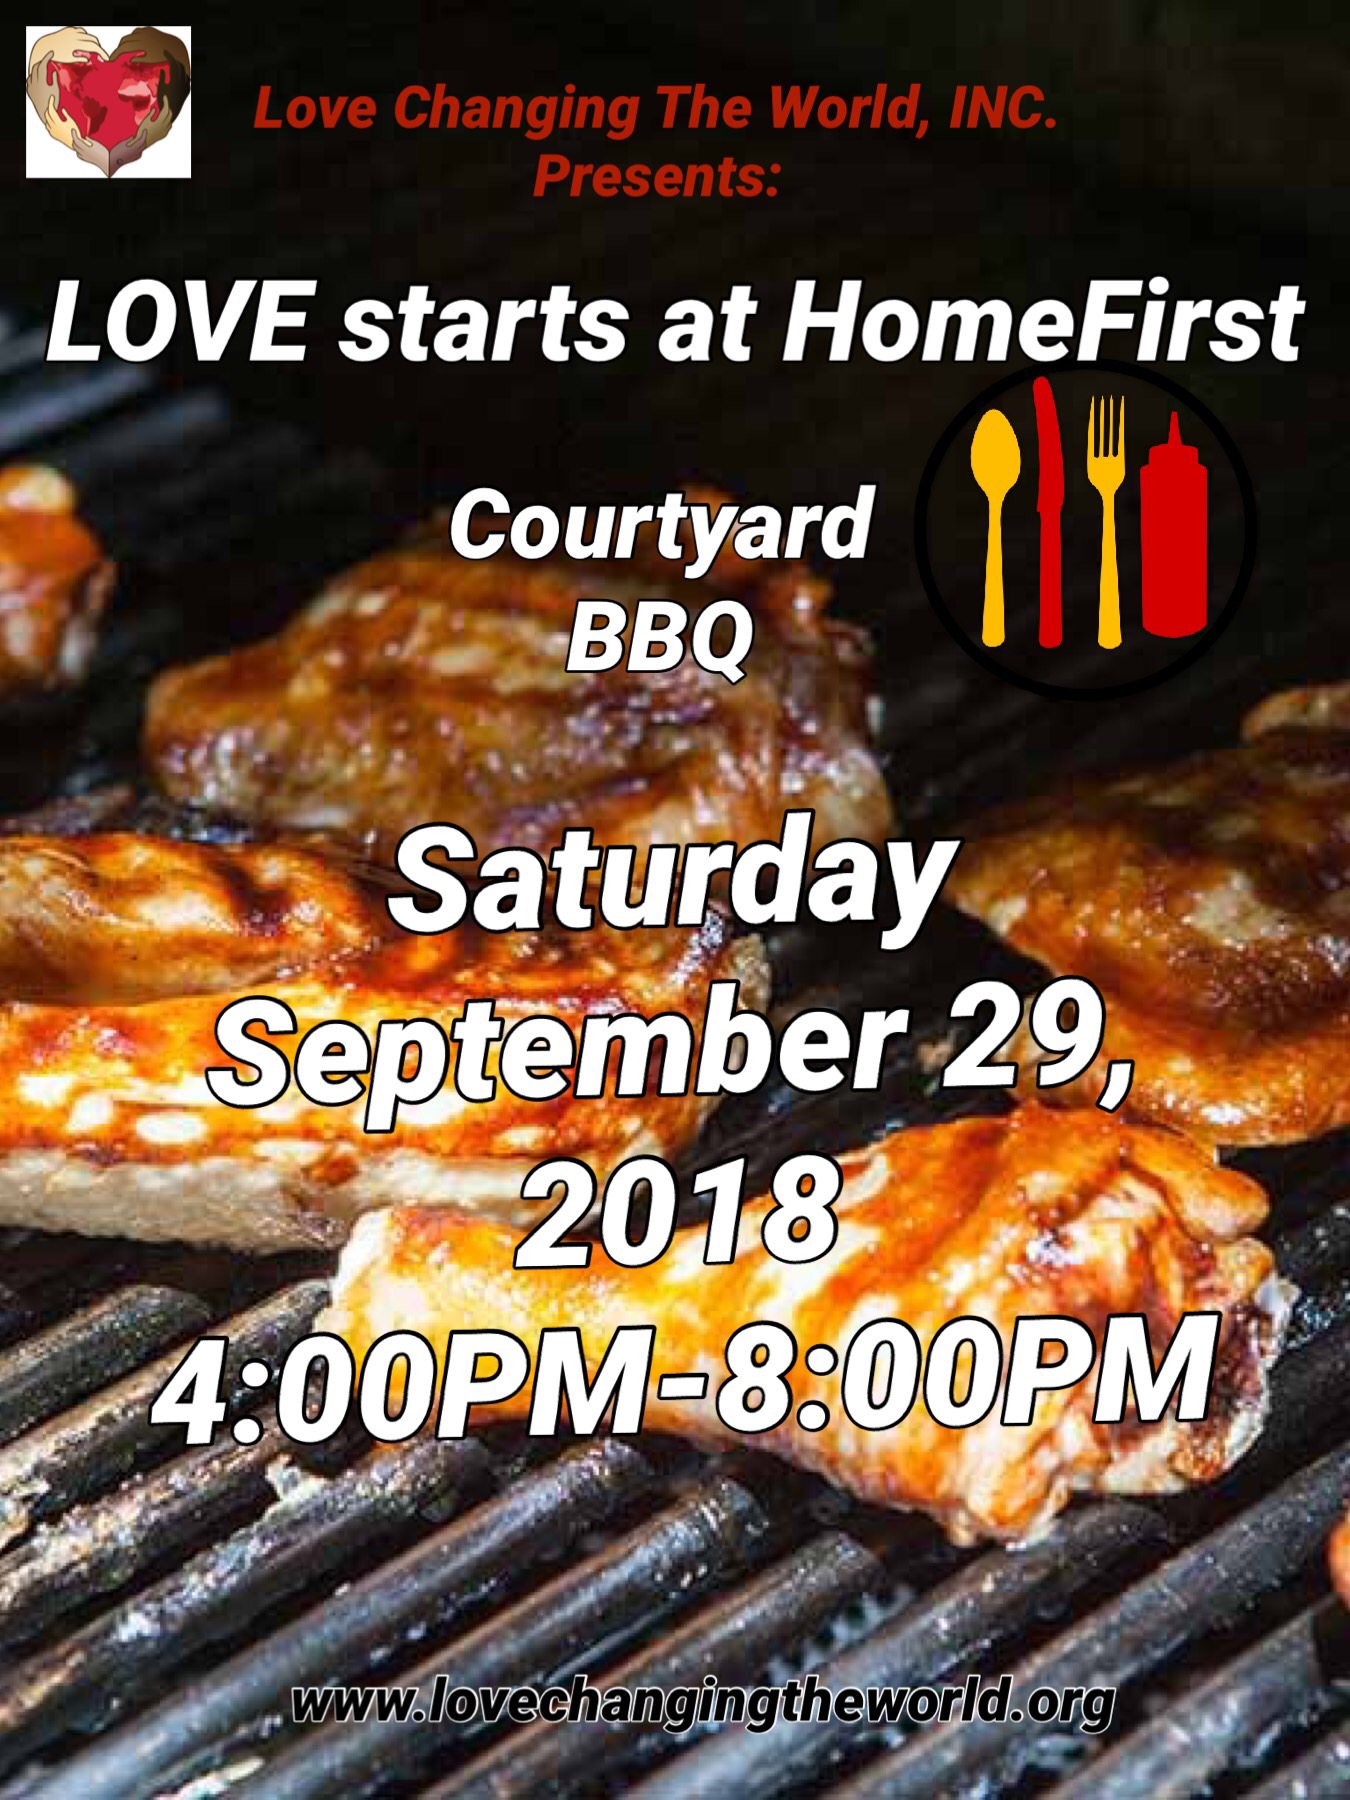 Love Changing The World, INC.
Presents:
LOVE starts at HomeFirst
Courtyard
BBQ
Saturday
September 29,
2018
4:00PM-8:00PM
www.lovechangingtheworld.org